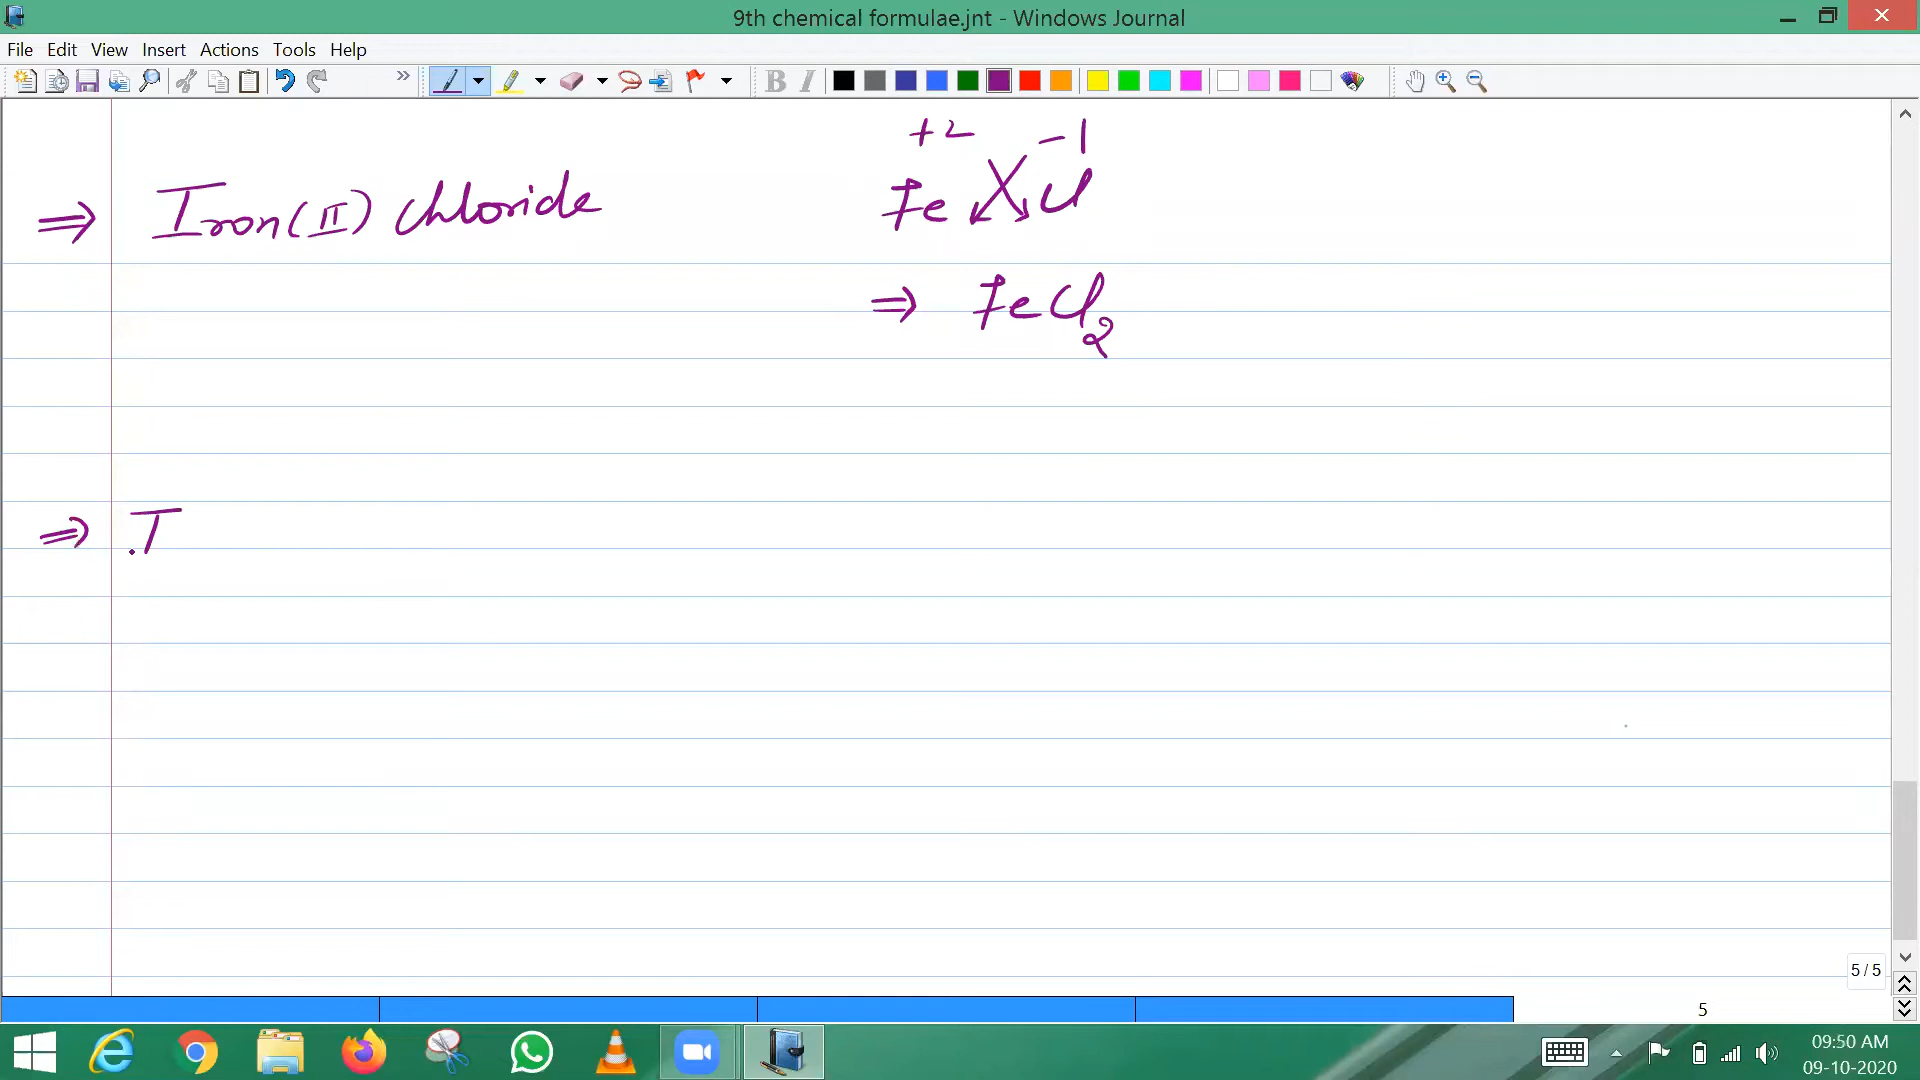 9th chemical formulae.jnt - Windows Journal
File Edit View Insert Actions Tools Help
+2 -1
⇒ Iron(II) chloride Fe Cl
⇒ FeCl₂
⇒ I
5 / 5
5
09:50 AM
09-10-2020